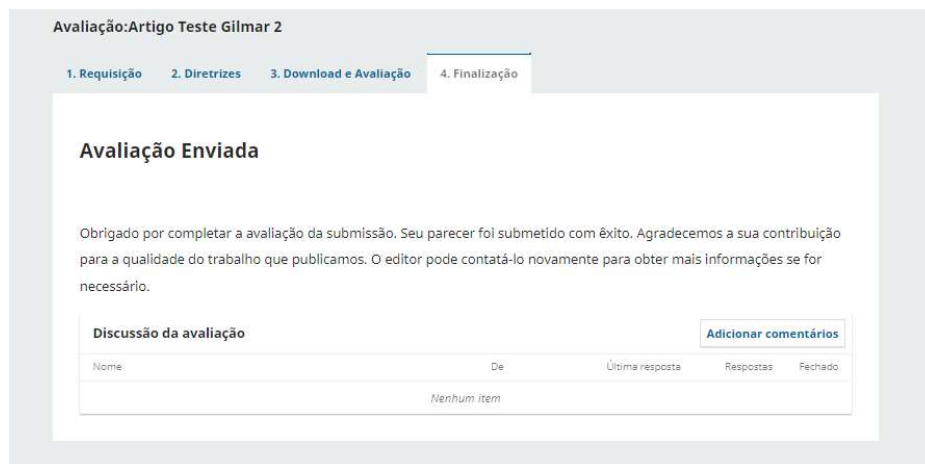 Avaliação:Artigo Teste Gilmar 2
1. Requisição 2. Diretrizes 3. Download e Avaliação 4. Finalização
Avaliação Enviada
Obrigado por completar a avaliação da submissão. Seu parecer foi submetido com êxito. Agradecemos a sua contribuição
para a qualidade do trabalho que publicamos. O editor pode contatá-lo novamente para obter mais informações se for
necessário.
Discussão da avaliação Adicionar comentários
Nome De Última resposta Respostas Fechado
Nenhum item